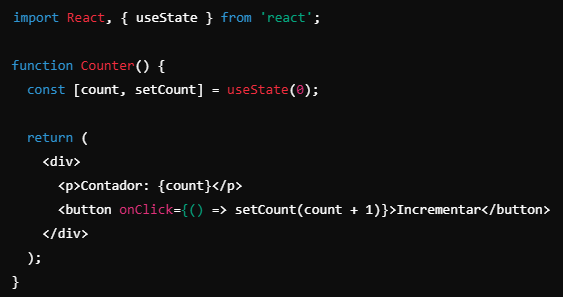 import React, { useState } from 'react';

function Counter() {
  const [count, setCount] = useState(0);

  return (
    <div>
      <p>Contador: {count}</p>
      <button onClick={() => setCount(count + 1)}>Incrementar</button>
    </div>
  );
}